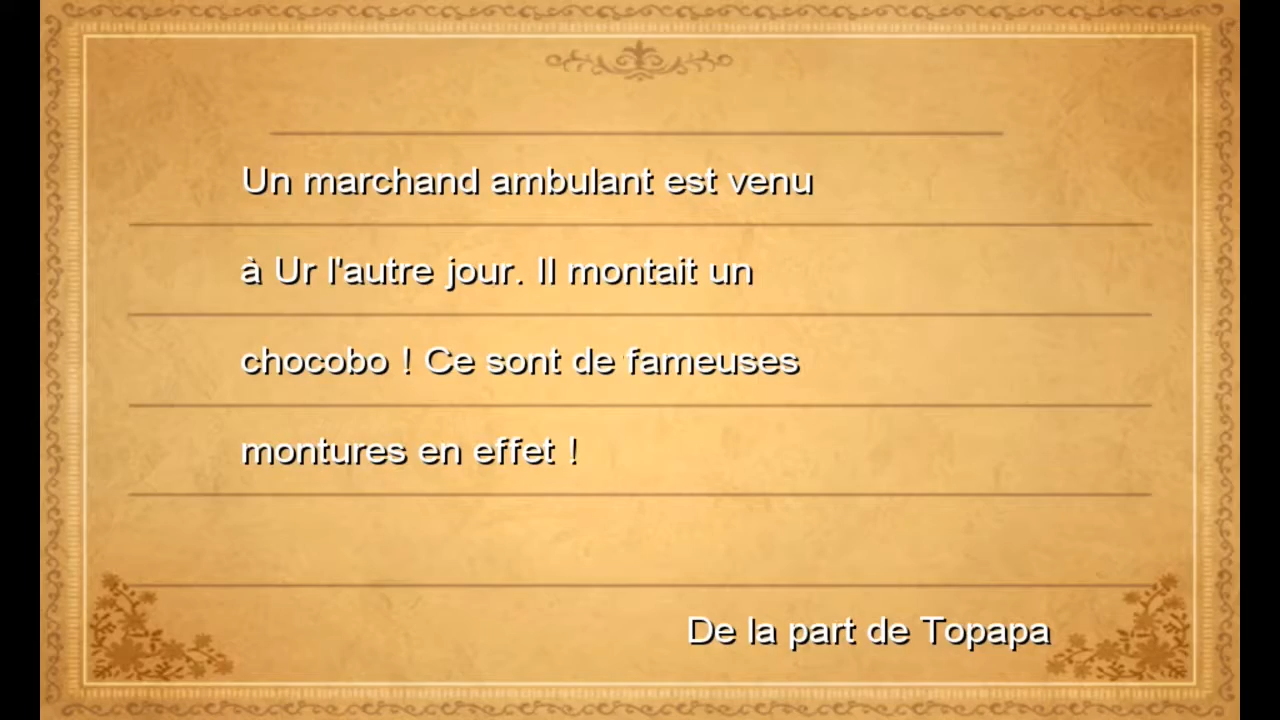 Un marchand ambulant est venu
à Ur l'autre jour. Il montait un
chocobo ! Ce sont de fameuses
montures en effet !
De la part de Topapa